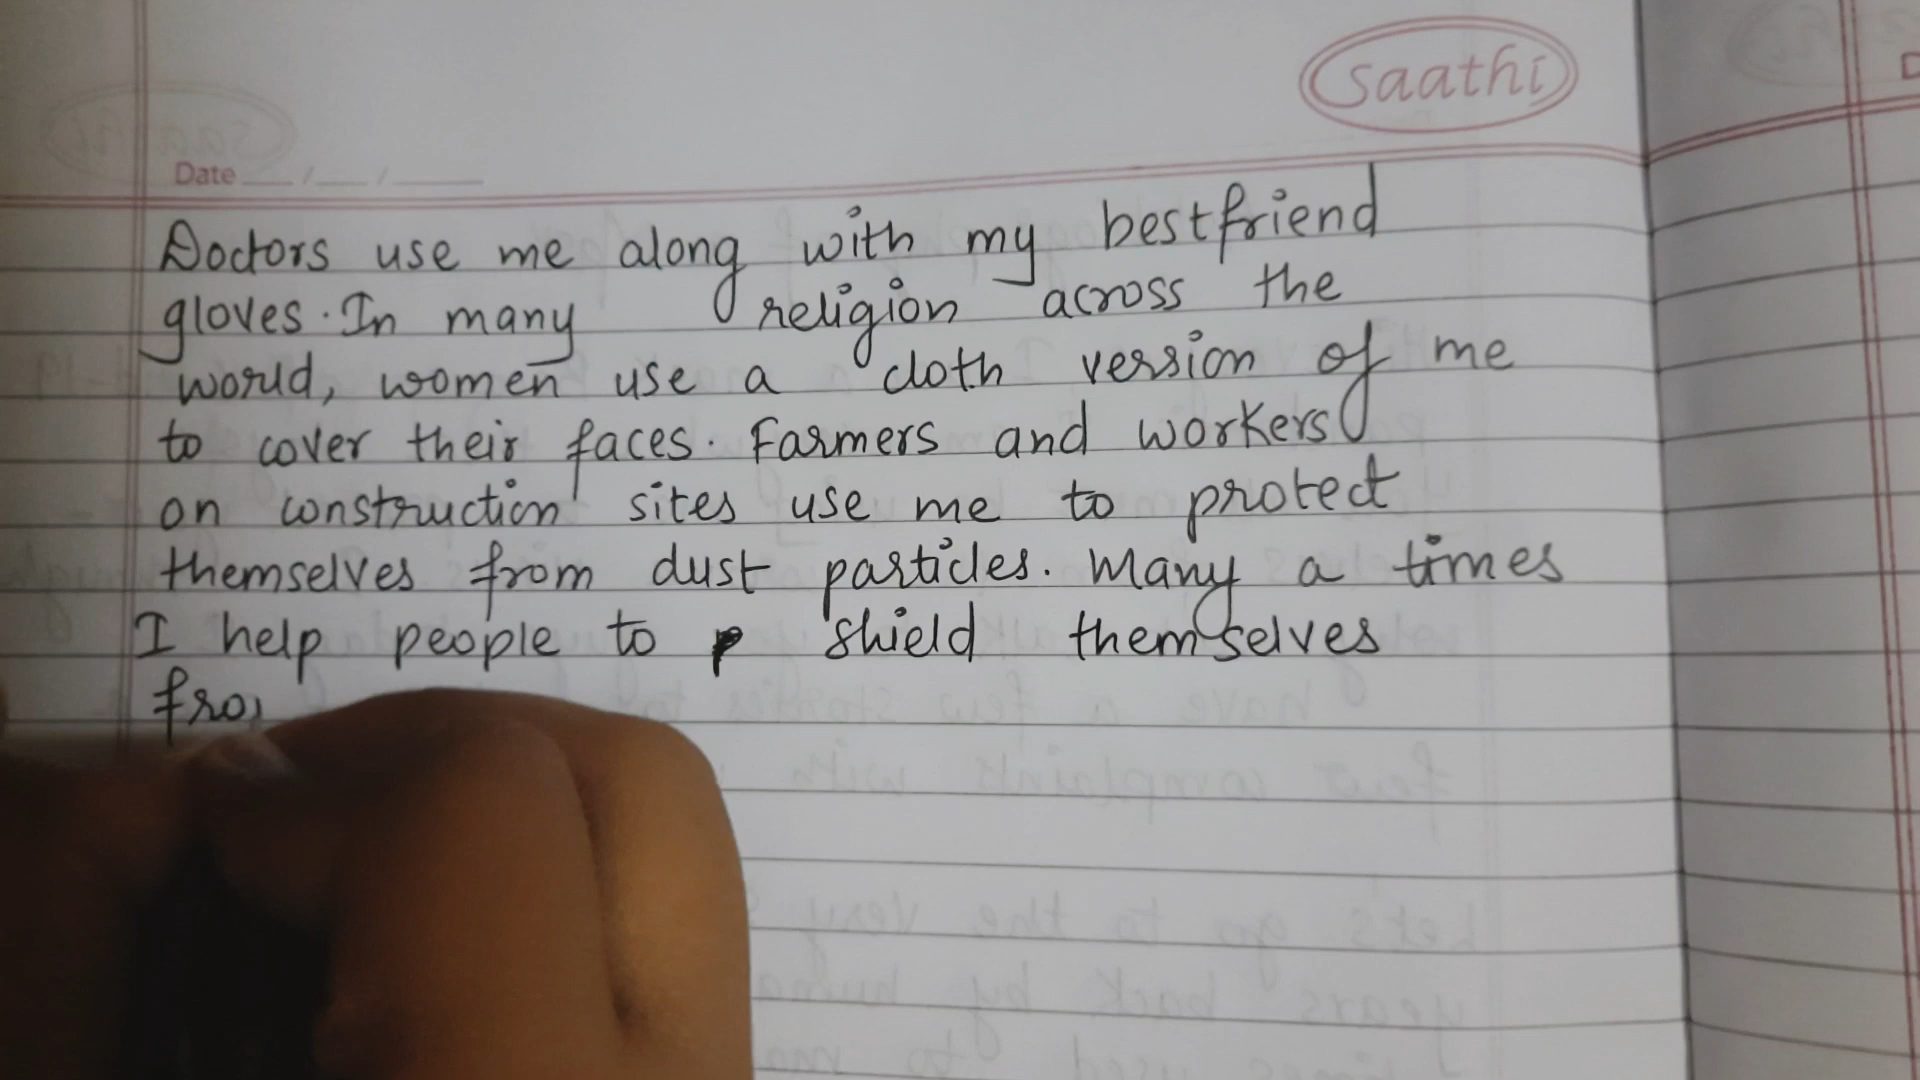 saathi
Date
Doctors use me along with my bestfriend
gloves. In many religion across the
world, women use a cloth version of me
to cover their faces. Farmers and workers
on construction sites use me to protect
themselves from dust particles. Many a times
I help people to shield themselves